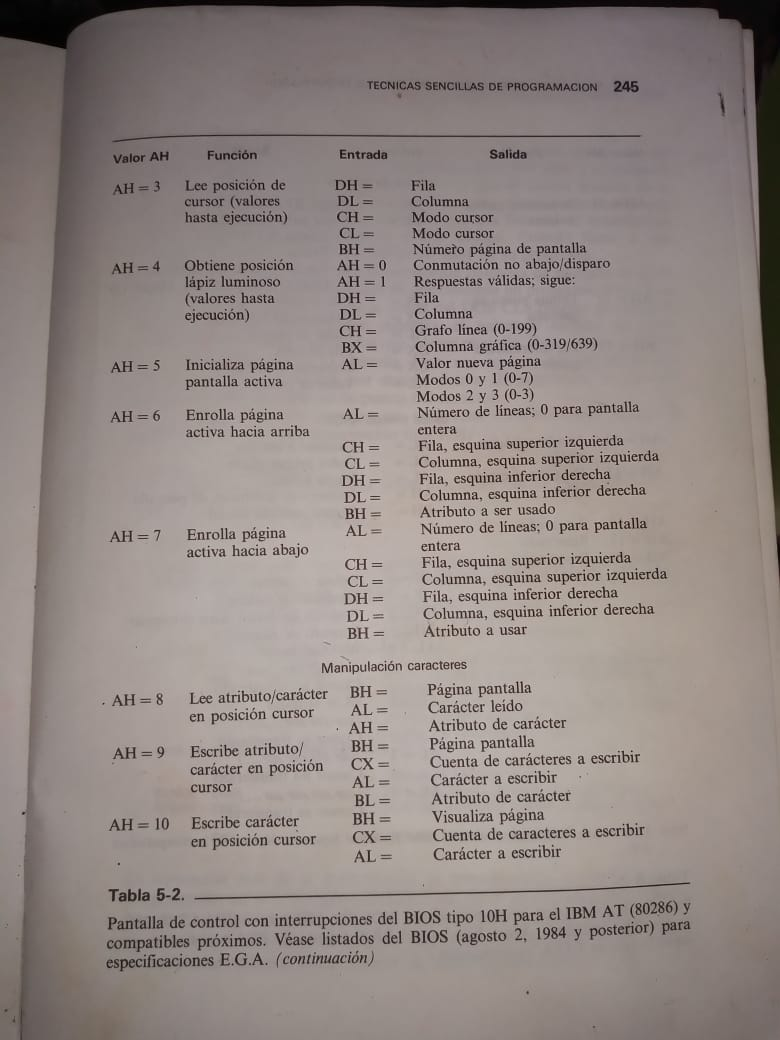 TECNICAS SENCILLAS DE PROGRAMACION 245
Valor AH Función Entrada Salida
AH = 3 Lee posición de DH = Fila
cursor (valores DL = Columna
hasta ejecución) CH = Modo cursor
CL = Modo cursor
BH = Número página de pantalla
AH = 4 Obtiene posición AH = 0 Conmutación no abajo/disparo
lápiz luminoso AH = 1 Respuestas válidas; sigue:
(valores hasta DH = Fila
ejecución) DL = Columna
CH = Grafo línea (0-199)
BX = Columna gráfica (0-319/639)
AH = 5 Inicializa página AL = Valor nueva página
pantalla activa Modos 0 y 1 (0-7)
Modos 2 y 3 (0-3)
AH = 6 Enrolla página AL = Número de líneas; 0 para pantalla
activa hacia arriba entera
CH = Fila, esquina superior izquierda
CL = Columna, esquina superior izquierda
DH = Fila, esquina inferior derecha
DL = Columna, esquina inferior derecha
BH = Atributo a ser usado
AH = 7 Enrolla página AL = Número de líneas; 0 para pantalla
activa hacia abajo entera
CH = Fila, esquina superior izquierda
CL = Columna, esquina superior izquierda
DH = Fila, esquina inferior derecha
DL = Columna, esquina inferior derecha
BH = Atributo a usar
Manipulación caracteres
AH = 8 Lee atributo/carácter BH = Página pantalla
en posición cursor AL = Carácter leído
AH = Atributo de carácter
AH = 9 Escribe atributo/ BH = Página pantalla
carácter en posición CX = Cuenta de carácteres a escribir
cursor AL = Carácter a escribir
BL = Atributo de carácter
AH = 10 Escribe carácter BH = Visualiza página
en posición cursor CX = Cuenta de caracteres a escribir
AL = Carácter a escribir
Tabla 5-2.
Pantalla de control con interrupciones del BIOS tipo 10H para el IBM AT (80286) y
compatibles próximos. Véase listados del BIOS (agosto 2, 1984 y posterior) para
especificaciones E.G.A. (continuación)